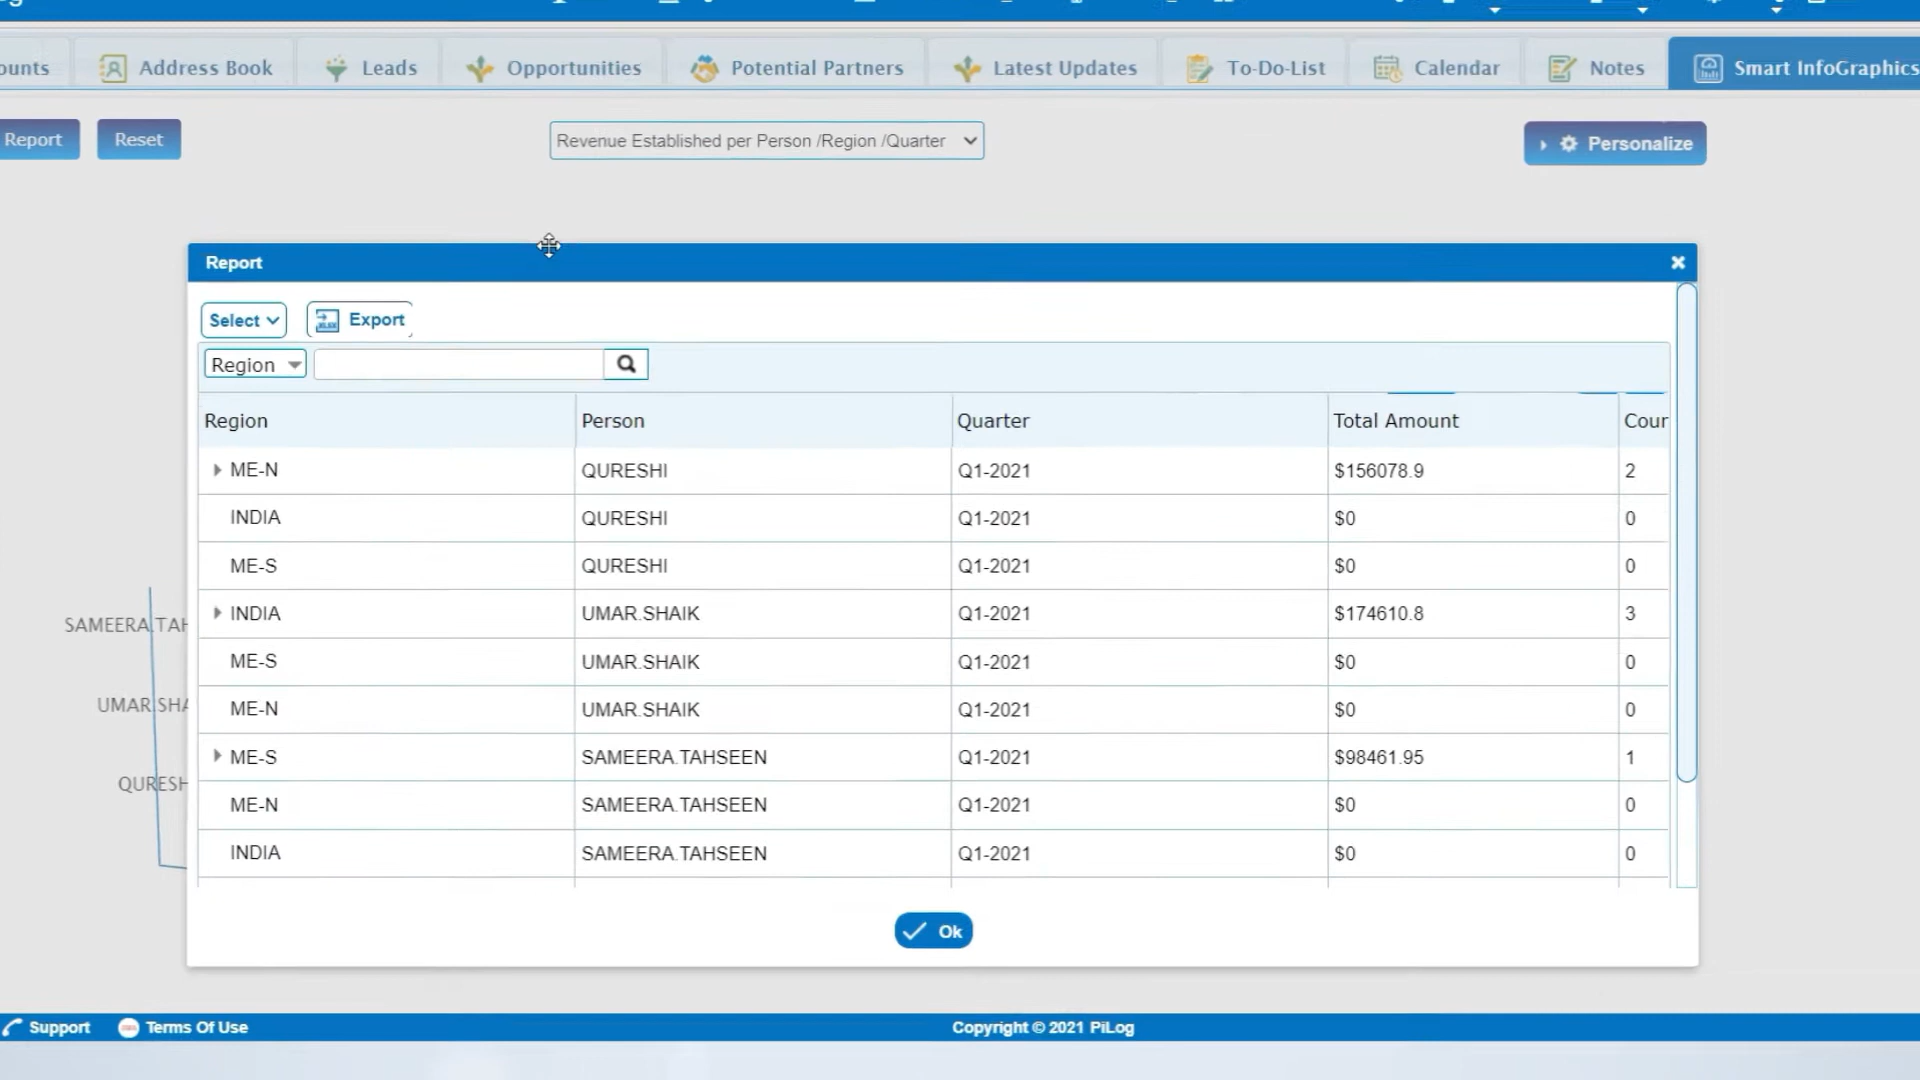 ounts Address Book Leads Opportunities Potential Partners Latest Updates To-Do-List Calendar Notes Smart InfoGraphics
Report Reset Revenue Established per Person /Region /Quarter Personalize
Report
Select Export
Region
Region Person Quarter Total Amount Cour
ME-N QURESHI Q1-2021 $156078.9 2
INDIA QURESHI Q1-2021 $0 0
ME-S QURESHI Q1-2021 $0 0
INDIA UMAR.SHAIK Q1-2021 $174610.8 3
ME-S UMAR.SHAIK Q1-2021 $0 0
ME-N UMAR.SHAIK Q1-2021 $0 0
ME-S SAMEERA.TAHSEEN Q1-2021 $98461.95 1
ME-N SAMEERA.TAHSEEN Q1-2021 $0 0
INDIA SAMEERA.TAHSEEN Q1-2021 $0 0
SAMEERA.TAH
UMAR.SHA
QURESH
Ok
Support Terms Of Use Copyright © 2021 PiLog